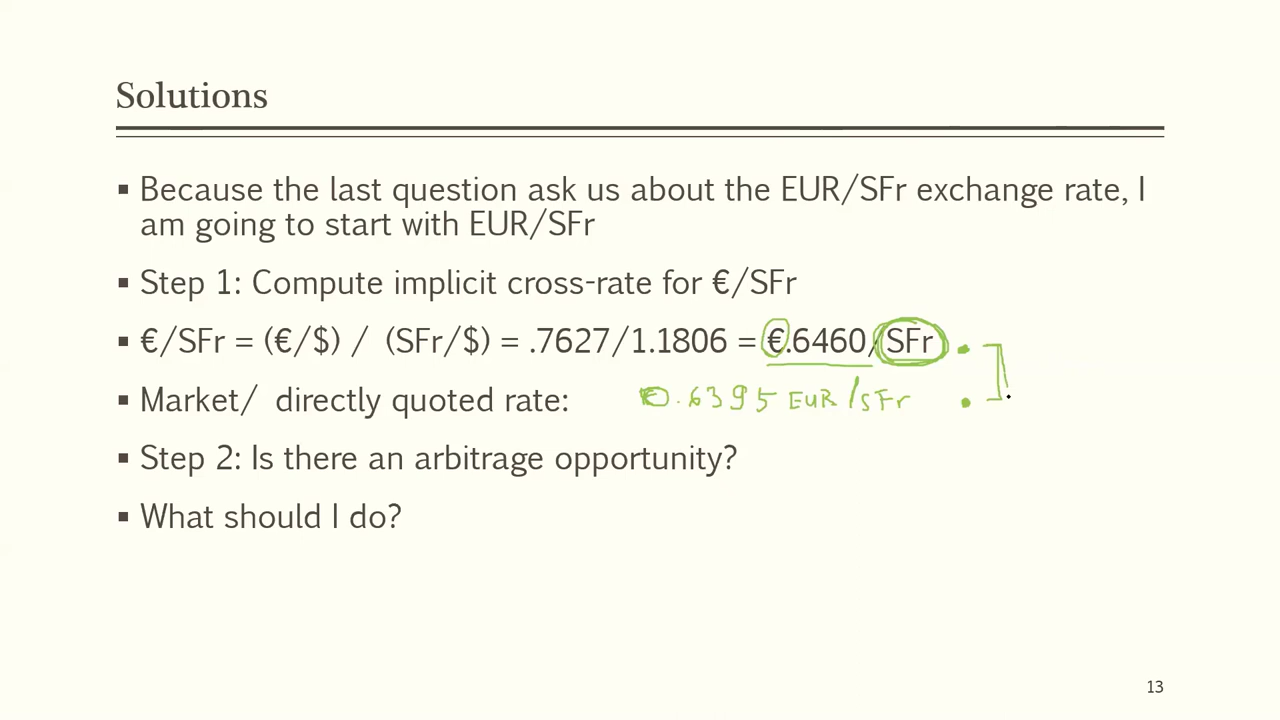 Solutions
▪ Because the last question ask us about the EUR/SFr exchange rate, I
am going to start with EUR/SFr
▪ Step 1: Compute implicit cross-rate for €/SFr
▪ €/SFr = (€/$) / (SFr/$) = .7627/1.1806 = €.6460/SFr
▪ Market/ directly quoted rate: 0.6395 EUR/SFr
▪ Step 2: Is there an arbitrage opportunity?
▪ What should I do?
13